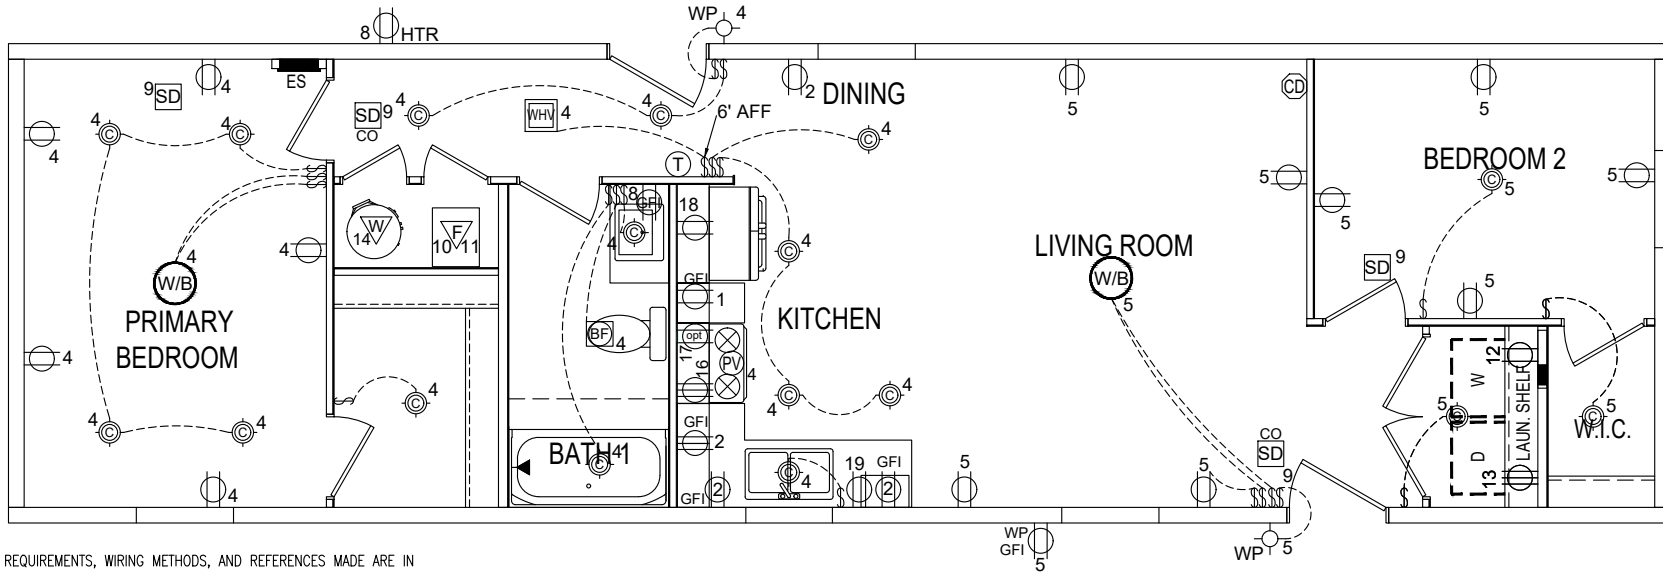 WP 4
8 HTR
ES
9 SD
4
SD 9
CO
4
WHV 4
4
6' AFF
2 DINING
4
5
CD
5
4
4
4
T
BEDROOM 2
5
5
5
5
W
14
F
10 11
8
GFI
4 C
18
4
4
4
W/B
PRIMARY
BEDROOM
GFI
1
4
KITCHEN
LIVING ROOM
W/B
5
SD 9
5
BF
4
opt
17
16
PV
4
4
4
4
4
4
12
W
LAUN. SHELF
5
5
W.I.C.
D
13
4
4
BATH 1
4
GFI
2
GFI
2
4
19
GFI
2
5
5
CO
SD
9
4
WP
GFI
5
WP 5
REQUIREMENTS, WIRING METHODS, AND REFERENCES MADE ARE IN